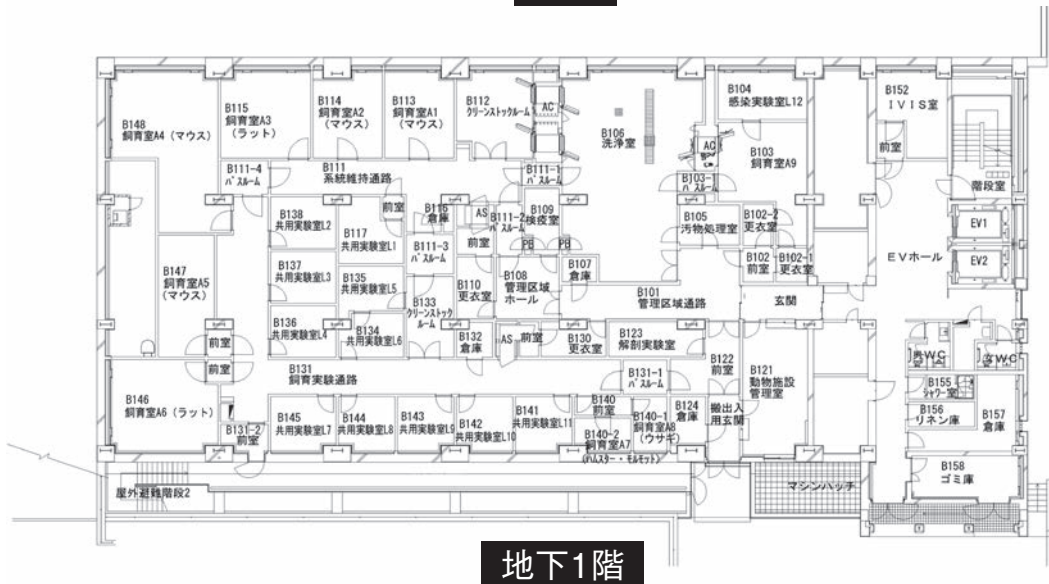 B148
飼育室A4（マウス）
B115
飼育室A3
（ラット）
B114
飼育室A2
（マウス）
B113
飼育室A1
（マウス）
B112
クリーンストックルーム
AC
B106
洗浄室
B104
感染実験室L12
AC
B103
飼育室A9
B152
ＩＶＩＳ室
前室
階段室
B111-4
パスルーム
B111
系統維持通路
B111-1
パスルーム
B103-1
パスルーム
B138
共用実験室L2
前室
B117
共用実験室L1
B116
倉庫
AS
前室
B111-2
パスルーム
B109
検疫室
B105
汚物処理室
B102-2
更衣室
EV1
B111-3
パスルーム
PB
PB
EVホール
EV2
B147
飼育室A5
（マウス）
B137
共用実験室L3
B135
共用実験室L5
B133
クリーンストック
ルーム
B110
更衣室
B108
管理区域
ホール
B107
倉庫
B102
前室
B102-1
更衣室
B101
管理区域通路
玄関
B136
共用実験室L4
B134
共用実験室L6
B132
倉庫
AS
前室
B130
更衣室
B123
解剖実験室
前室
前室
B131
飼育実験通路
B131-1
パスルーム
B122
前室
B121
動物施設
管理室
男WC
女WC
B146
飼育室A6（ラット）
B155
シャワー室
B156
リネン庫
B157
倉庫
B131-2
前室
B145
共用実験室L7
B144
共用実験室L8
B143
共用実験室L9
B142
共用実験室L10
B141
共用実験室L11
B140
前室
B140-2
飼育室A7
（ハムスター・モルモット）
B140-1
飼育室A8
（ウサギ）
B124
倉庫
搬出入
用玄関
B158
ゴミ庫
屋外避難階段2
マシンハッチ
地下1階